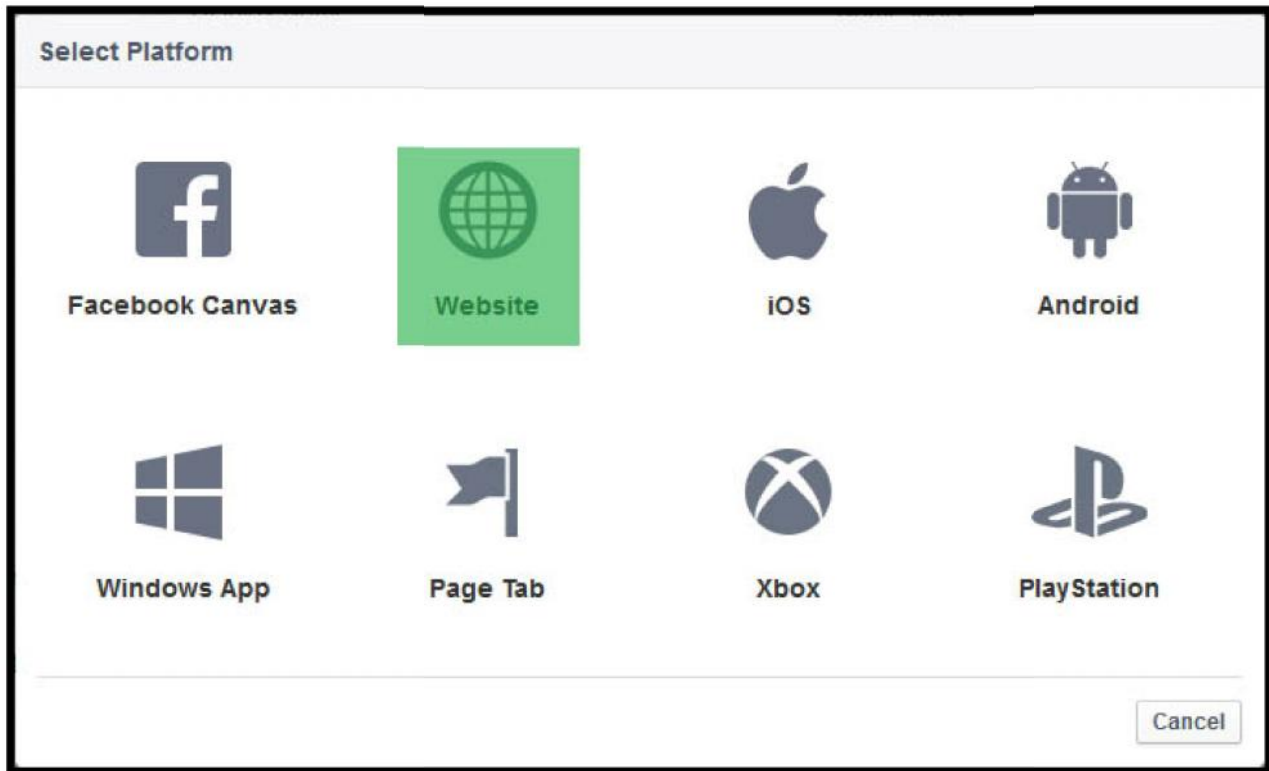 Select Platform
Facebook Canvas Website iOS Android
Windows App Page Tab Xbox PlayStation
Cancel